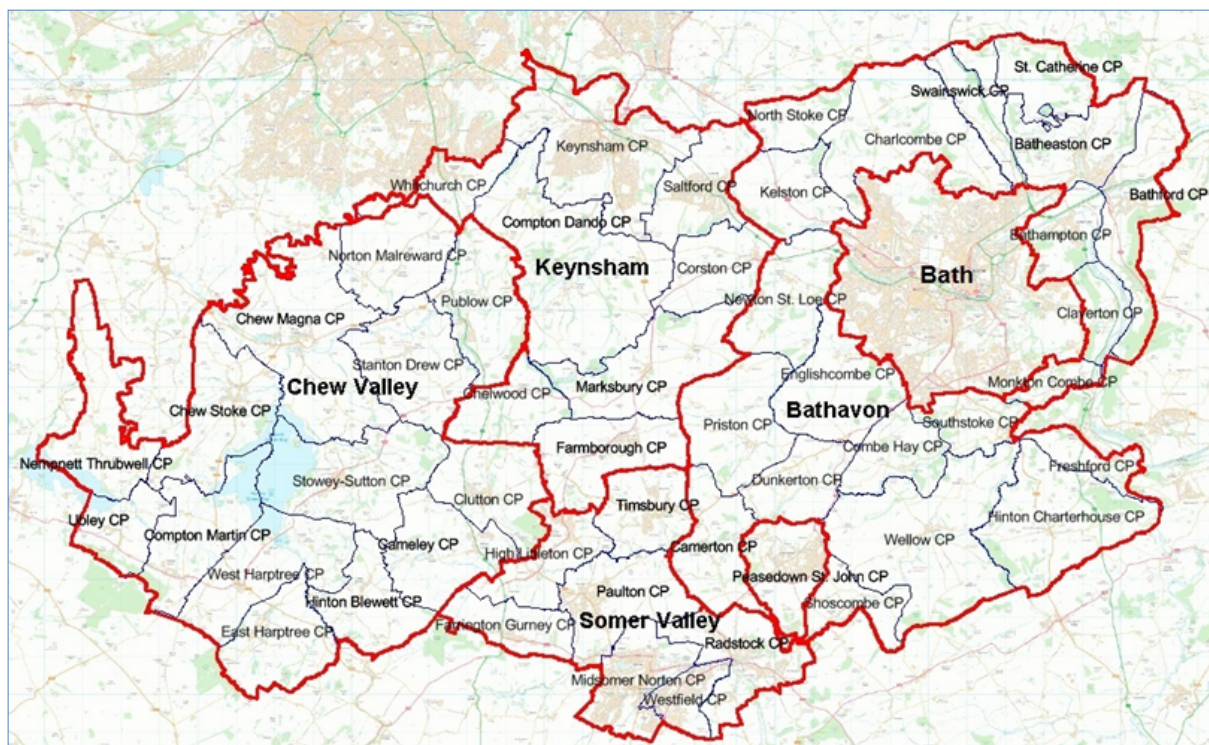 St. Catherine CP
Swainswick CP
North Stoke CP
Charlcombe CP
Batheaston CP
Keynsham CP
Whitchurch CP
Saltford CP
Kelston CP
Bathford CP
Compton Dando CP
Bathampton CP
Norton Malreward CP
Keynsham
Corston CP
Bath
Publow CP
Newton St. Loe CP
Chew Magna CP
Claverton CP
Stanton Drew CP
Englishcombe CP
Monkton Combe CP
Chew Valley
Chelwood CP
Marksbury CP
Bathavon
Chew Stoke CP
Priston CP
Southstoke CP
Farmborough CP
Combe Hay CP
Nempnett Thrubwell CP
Freshford CP
Stowey-Sutton CP
Dunkerton CP
Clutton CP
Timsbury CP
Hinton Charterhouse CP
Ubley CP
Compton Martin CP
Cameley CP
Wellow CP
High Littleton CP
Camerton CP
West Harptree CP
Peasedown St. John CP
Paulton CP
Hinton Blewett CP
Shoscombe CP
Somer Valley
East Harptree CP
Farrington Gurney CP
Radstock CP
Midsomer Norton CP
Westfield CP